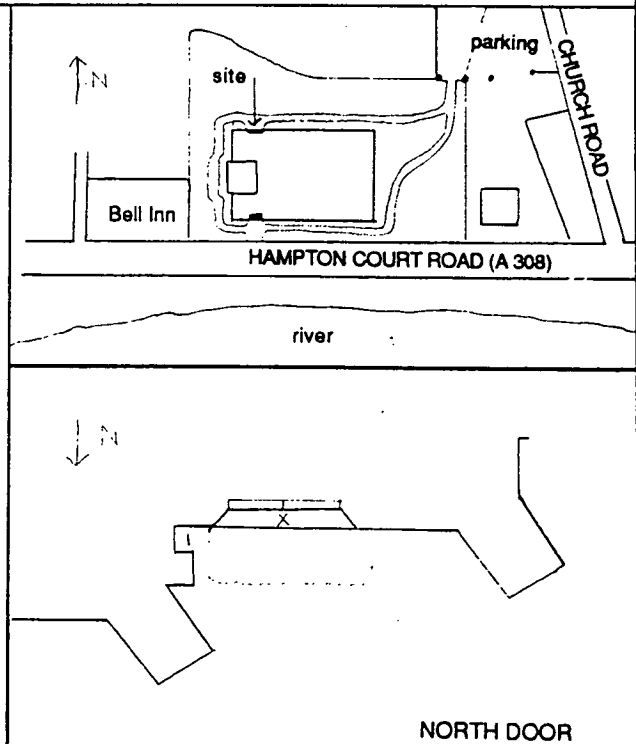 parking
CHURCH ROAD
N
site
Bell Inn
HAMPTON COURT ROAD (A 308)
river
N
X
NORTH DOOR